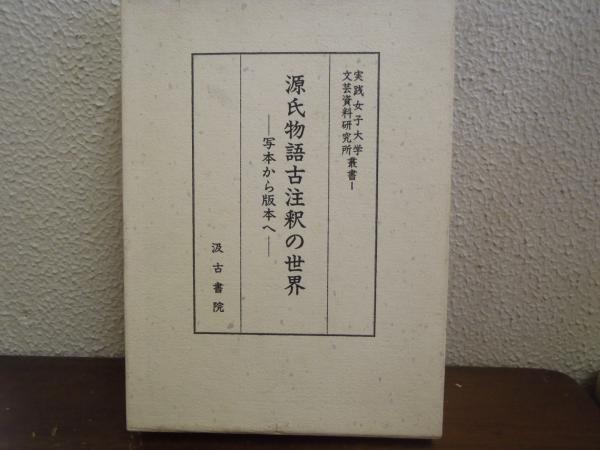 実践女子大学
文芸資料研究所叢書Ⅰ
源氏物語古注釈の世界
―写本から版本へ―
汲古書院